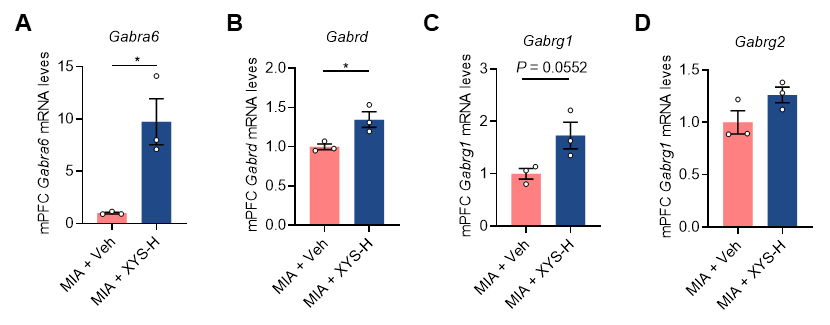 A
Gabra6
mPFC Gabra6 mRNA leves
15
10
5
0
*
MIA + Veh
MIA + XYS-H
B
Gabrd
mPFC Gabrd mRNA leves
2.0
1.5
1.0
0.5
0.0
*
MIA + Veh
MIA + XYS-H
C
Gabrg1
mPFC Gabrg1 mRNA leves
3
2
1
0
P = 0.0552
MIA + Veh
MIA + XYS-H
D
Gabrg2
mPFC Gabrg1 mRNA leves
1.5
1.0
0.5
0.0
MIA + Veh
MIA + XYS-H